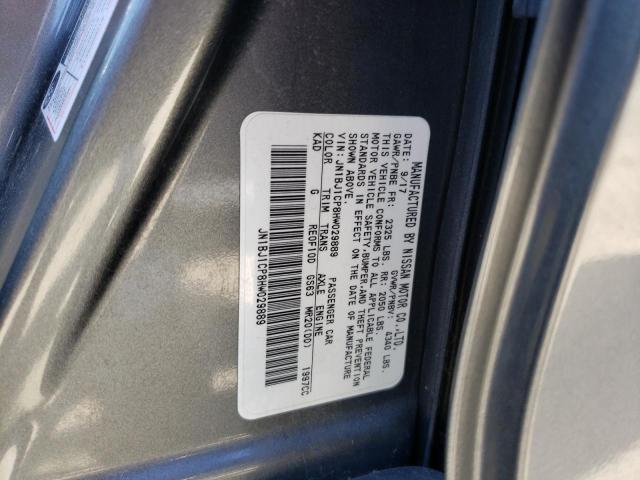 MANUFACTURED BY NISSAN MOTOR CO.,LTD.
DATE: 9/17 GVWR/PNBV: 4340 LBS.
GAWR/PNBE FR: 2325 LBS. RR: 2050 LBS.
THIS VEHICLE CONFORMS TO ALL APPLICABLE FEDERAL
MOTOR VEHICLE SAFETY,BUMPER,AND THEFT PREVENTION
STANDARDS IN EFFECT ON THE DATE OF MANUFACTURE
SHOWN ABOVE.
VIN:JN1BJ1CP8HW029889 PASSENGER CAR
COLOR TRIM TRANS AXLE ENGINE
KAD G RE0F10D GS63 MR20(DD) 1997CC
JN1BJ1CP8HW029889